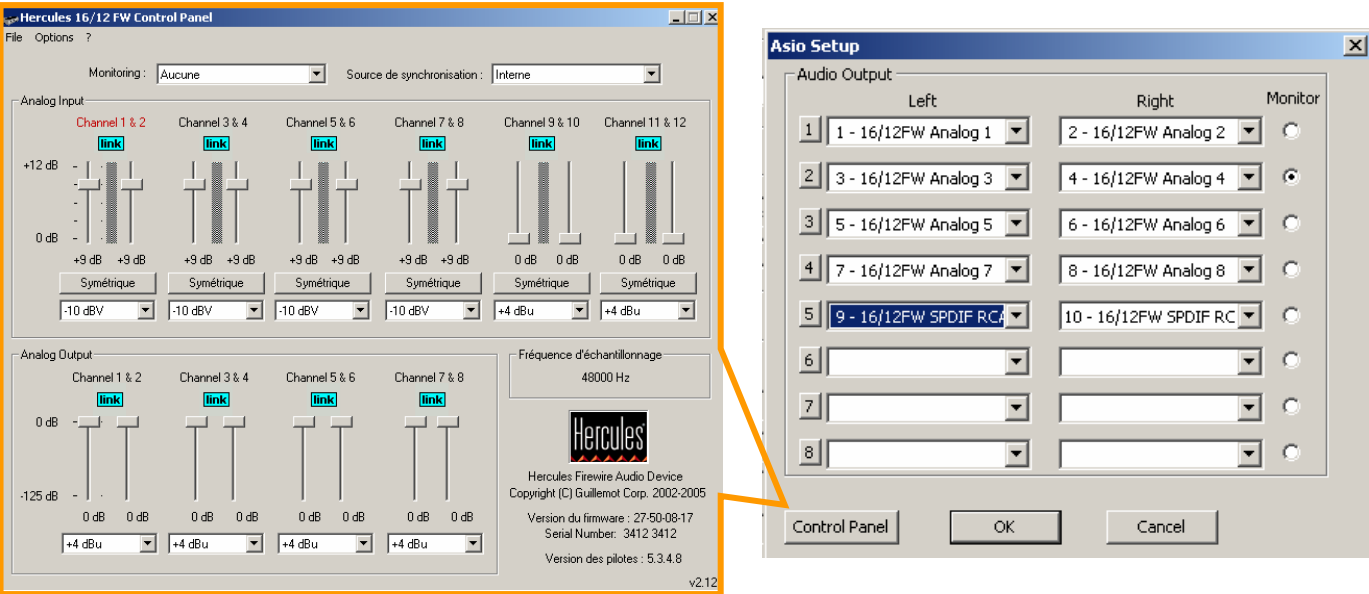 Hercules 16/12 FW Control Panel
File Options ?
Monitoring : Aucune Source de synchronisation : Interne
Analog Input
Channel 1 & 2 Channel 3 & 4 Channel 5 & 6 Channel 7 & 8 Channel 9 & 10 Channel 11 & 12
link link link link link link
+12 dB
0 dB
+9 dB +9 dB +9 dB +9 dB +9 dB +9 dB +9 dB +9 dB 0 dB 0 dB 0 dB 0 dB
Symétrique Symétrique Symétrique Symétrique Symétrique Symétrique
-10 dBV -10 dBV -10 dBV -10 dBV +4 dBu +4 dBu
Analog Output
Channel 1 & 2 Channel 3 & 4 Channel 5 & 6 Channel 7 & 8
link link link link
0 dB
-125 dB
0 dB 0 dB 0 dB 0 dB 0 dB 0 dB 0 dB 0 dB
+4 dBu +4 dBu +4 dBu +4 dBu
Fréquence d'échantillonnage
48000 Hz
Hercules
Hercules Firewire Audio Device
Copyright (C) Guillemot Corp. 2002-2005
Version du firmware : 27-50-08-17
Serial Number: 3412 3412
Version des pilotes : 5.3.4.8
v2.12
Asio Setup
Audio Output
Left Right Monitor
1 1 - 16/12FW Analog 1 2 - 16/12FW Analog 2
2 3 - 16/12FW Analog 3 4 - 16/12FW Analog 4
3 5 - 16/12FW Analog 5 6 - 16/12FW Analog 6
4 7 - 16/12FW Analog 7 8 - 16/12FW Analog 8
5 9 - 16/12FW SPDIF RCA 10 - 16/12FW SPDIF RC
6
7
8
Control Panel OK Cancel